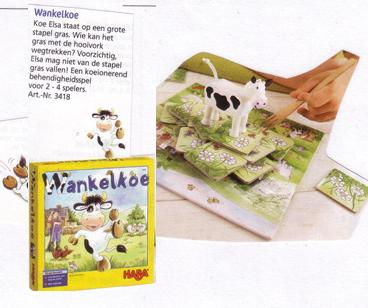 Wankelkoe
Koe Elsa staat op een grote
stapel gras. Wie kan het
gras met de hooivork
wegtrekken? Voorzichtig,
Elsa mag niet van de stapel
gras vallen! Een koeionerend
behendigheidsspel
voor 2 - 4 spelers.
Art.-Nr. 3418
Wankelkoe
HABA